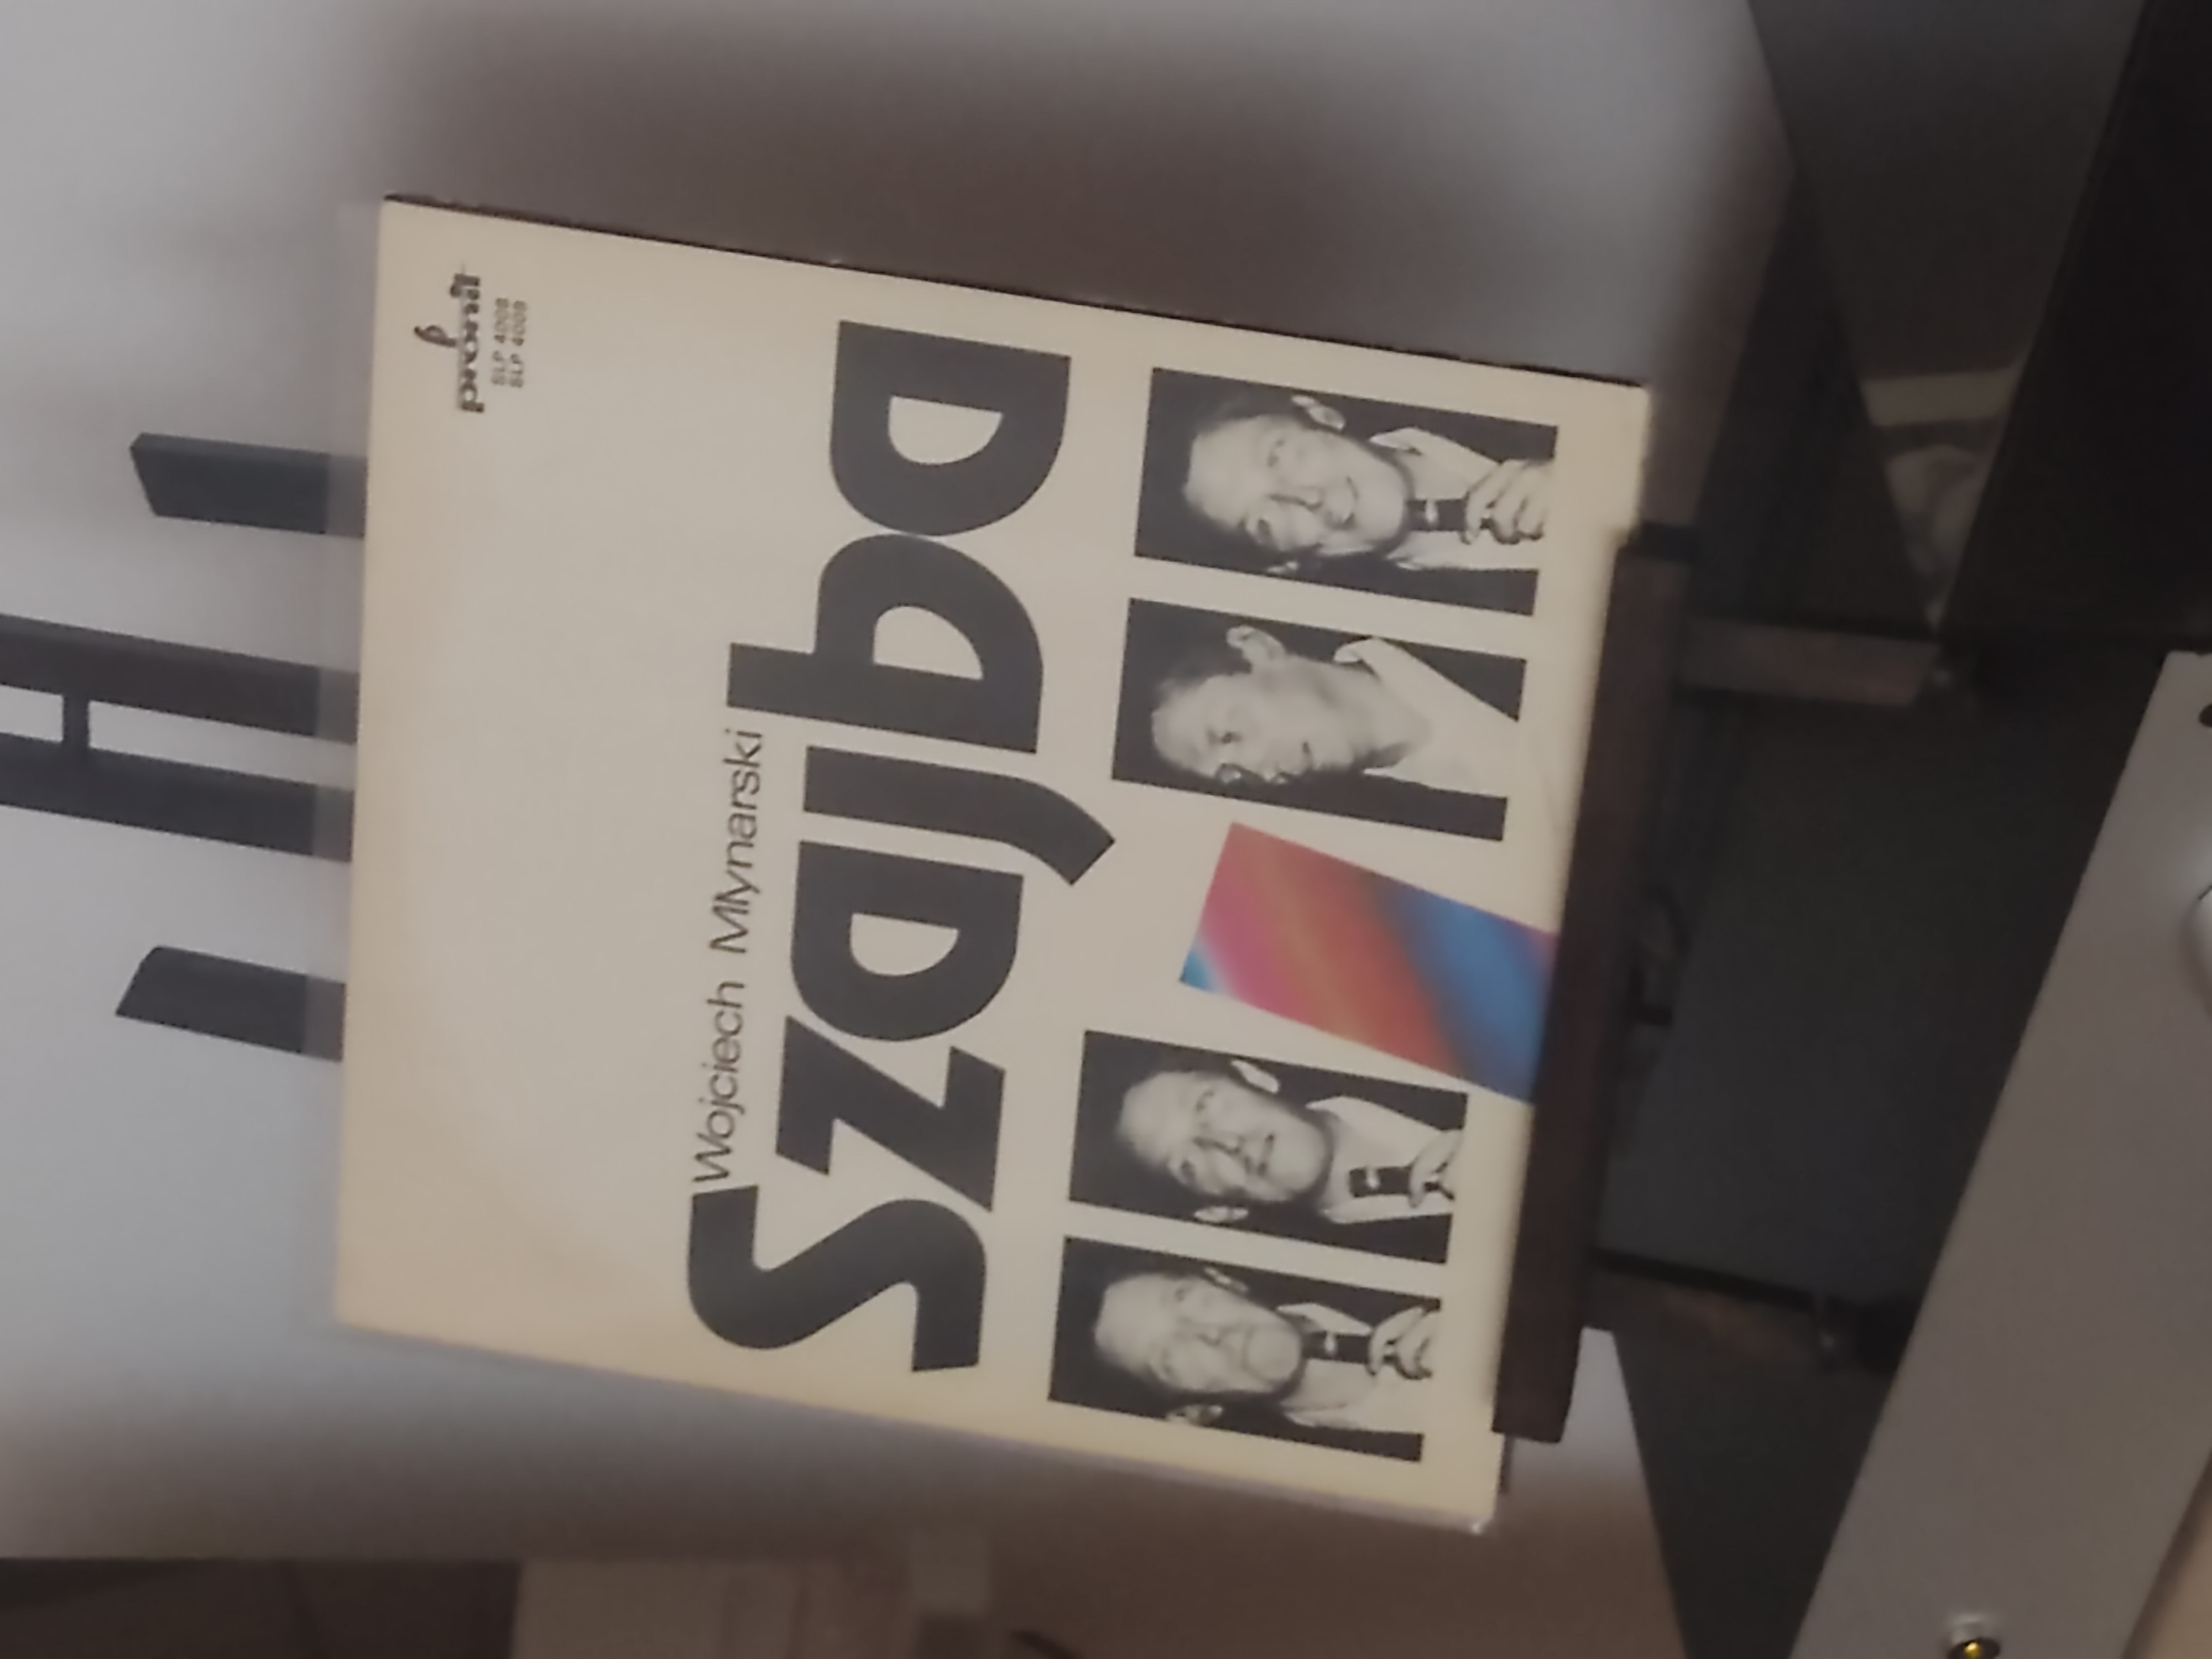 pronit
SLP 4008
SLP 4009
Wojciech Młynarski
Szajba